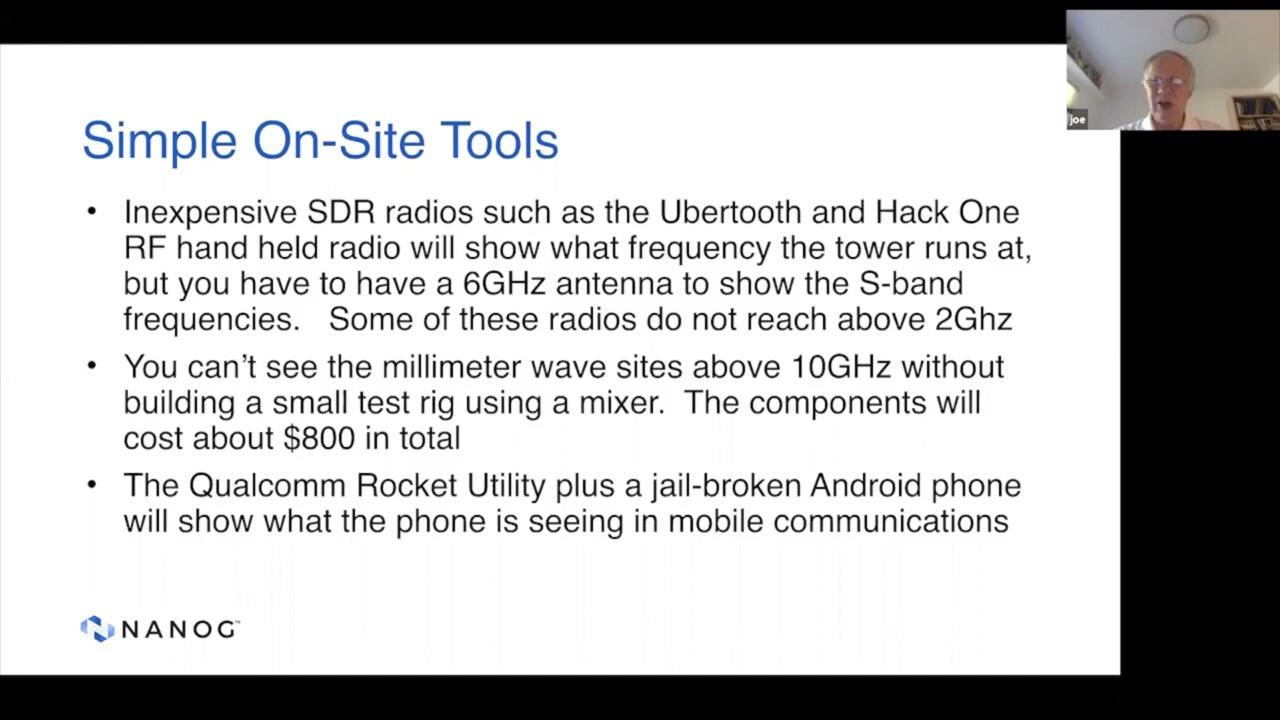 joe
Simple On-Site Tools
• Inexpensive SDR radios such as the Ubertooth and Hack One
RF hand held radio will show what frequency the tower runs at,
but you have to have a 6GHz antenna to show the S-band
frequencies. Some of these radios do not reach above 2Ghz
• You can't see the millimeter wave sites above 10GHz without
building a small test rig using a mixer. The components will
cost about $800 in total
• The Qualcomm Rocket Utility plus a jail-broken Android phone
will show what the phone is seeing in mobile communications
NANOG™